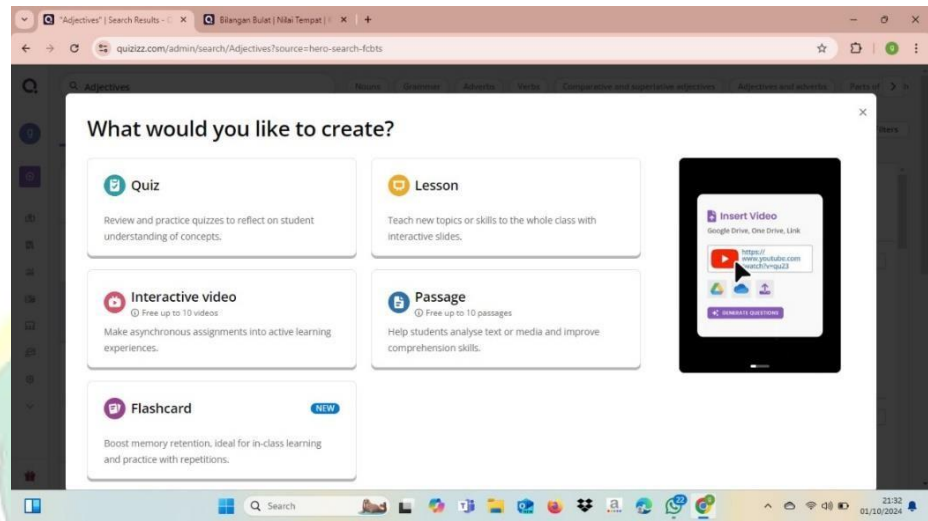 "Adjectives" | Search Results -
Bilangan Bulat | Nilai Tempat |
quizizz.com/admin/search/Adjectives?source=hero-search-fcbts
Adjectives
Nouns
Grammar
Adverbs
Verbs
Comparative and superlative adjectives
Adjectives and adverbs
Parts of
What would you like to create?
Quiz
Review and practice quizzes to reflect on student
understanding of concepts.
Lesson
Teach new topics or skills to the whole class with
interactive slides.
Interactive video
Free up to 10 videos
Make asynchronous assignments into active learning
experiences.
Passage
Free up to 10 passages
Help students analyse text or media and improve
comprehension skills.
Flashcard
NEW
Boost memory retention, ideal for in-class learning
and practice with repetitions.
Insert Video
Google Drive, One Drive, Link
https://
www.youtube.com
GENERATE QUESTIONS
Search
22
21:32
01/10/2024